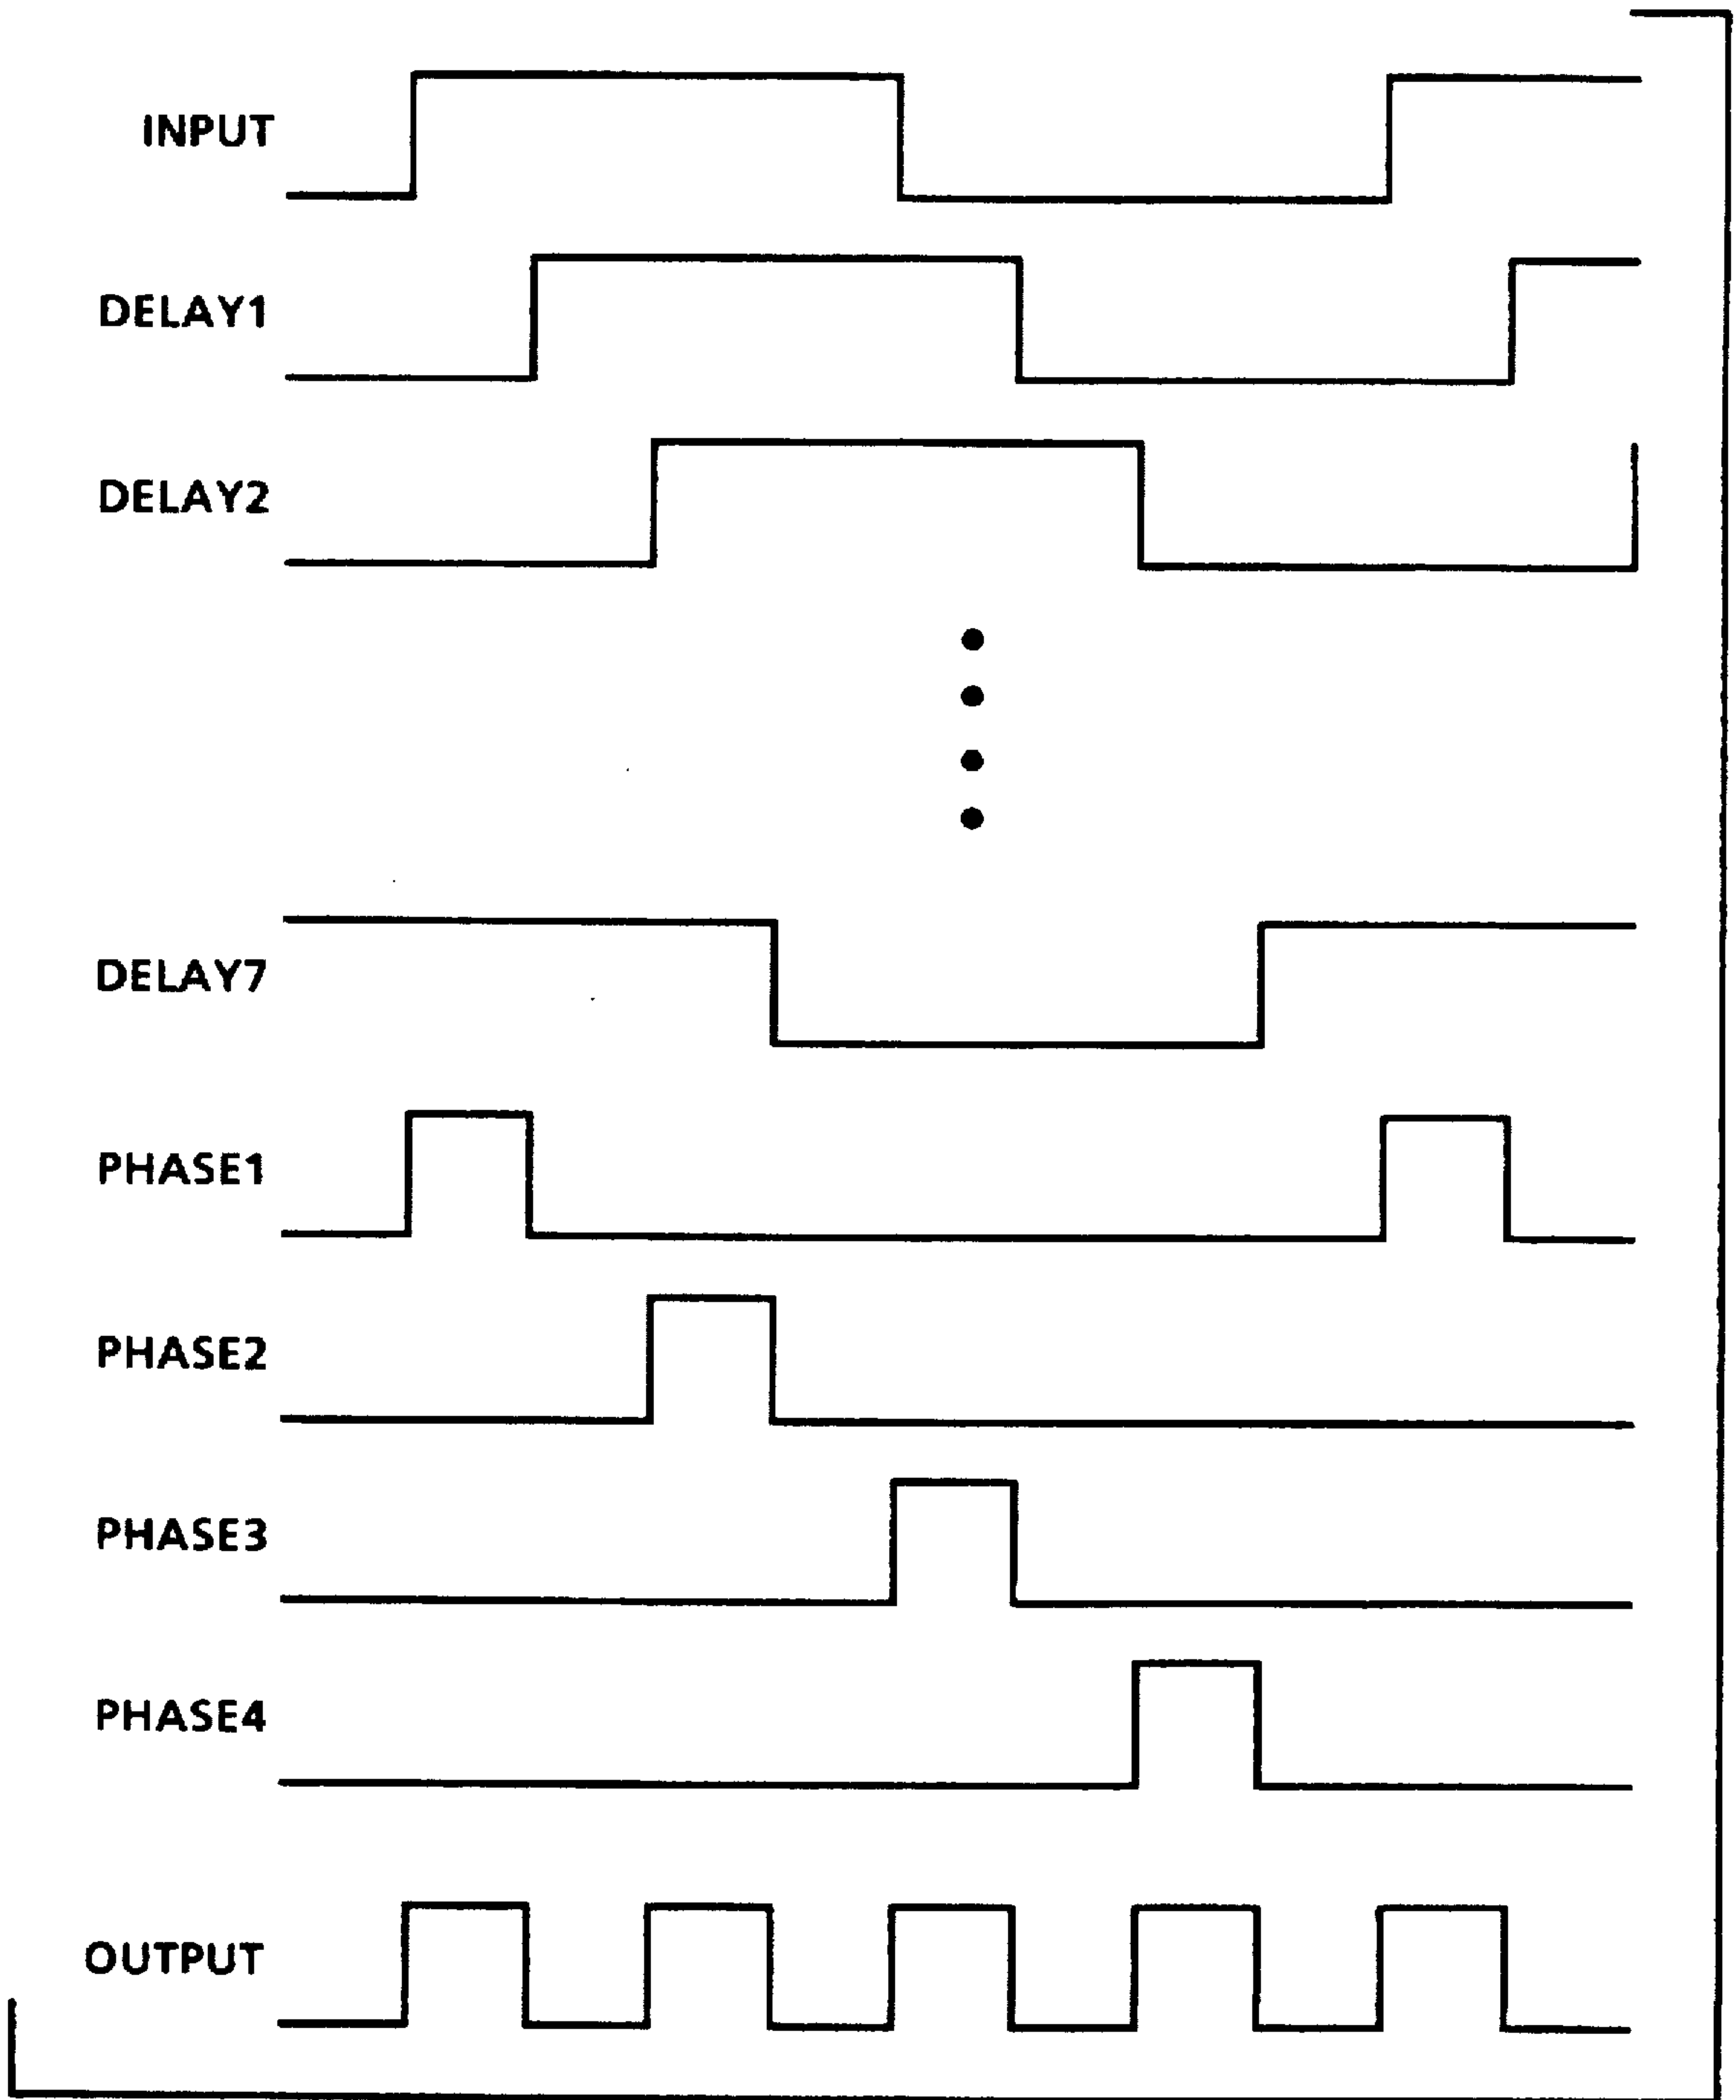 INPUT
DELAY1
DELAY2
DELAY7
PHASE1
PHASE2
PHASE3
PHASE4
OUTPUT